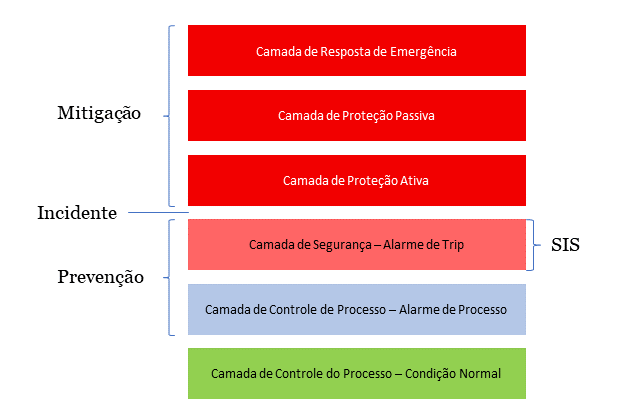 Camada de Resposta de Emergência
Mitigação
Camada de Proteção Passiva
Camada de Proteção Ativa
Incidente
Camada de Segurança – Alarme de Trip
SIS
Prevenção
Camada de Controle de Processo – Alarme de Processo
Camada de Controle do Processo – Condição Normal